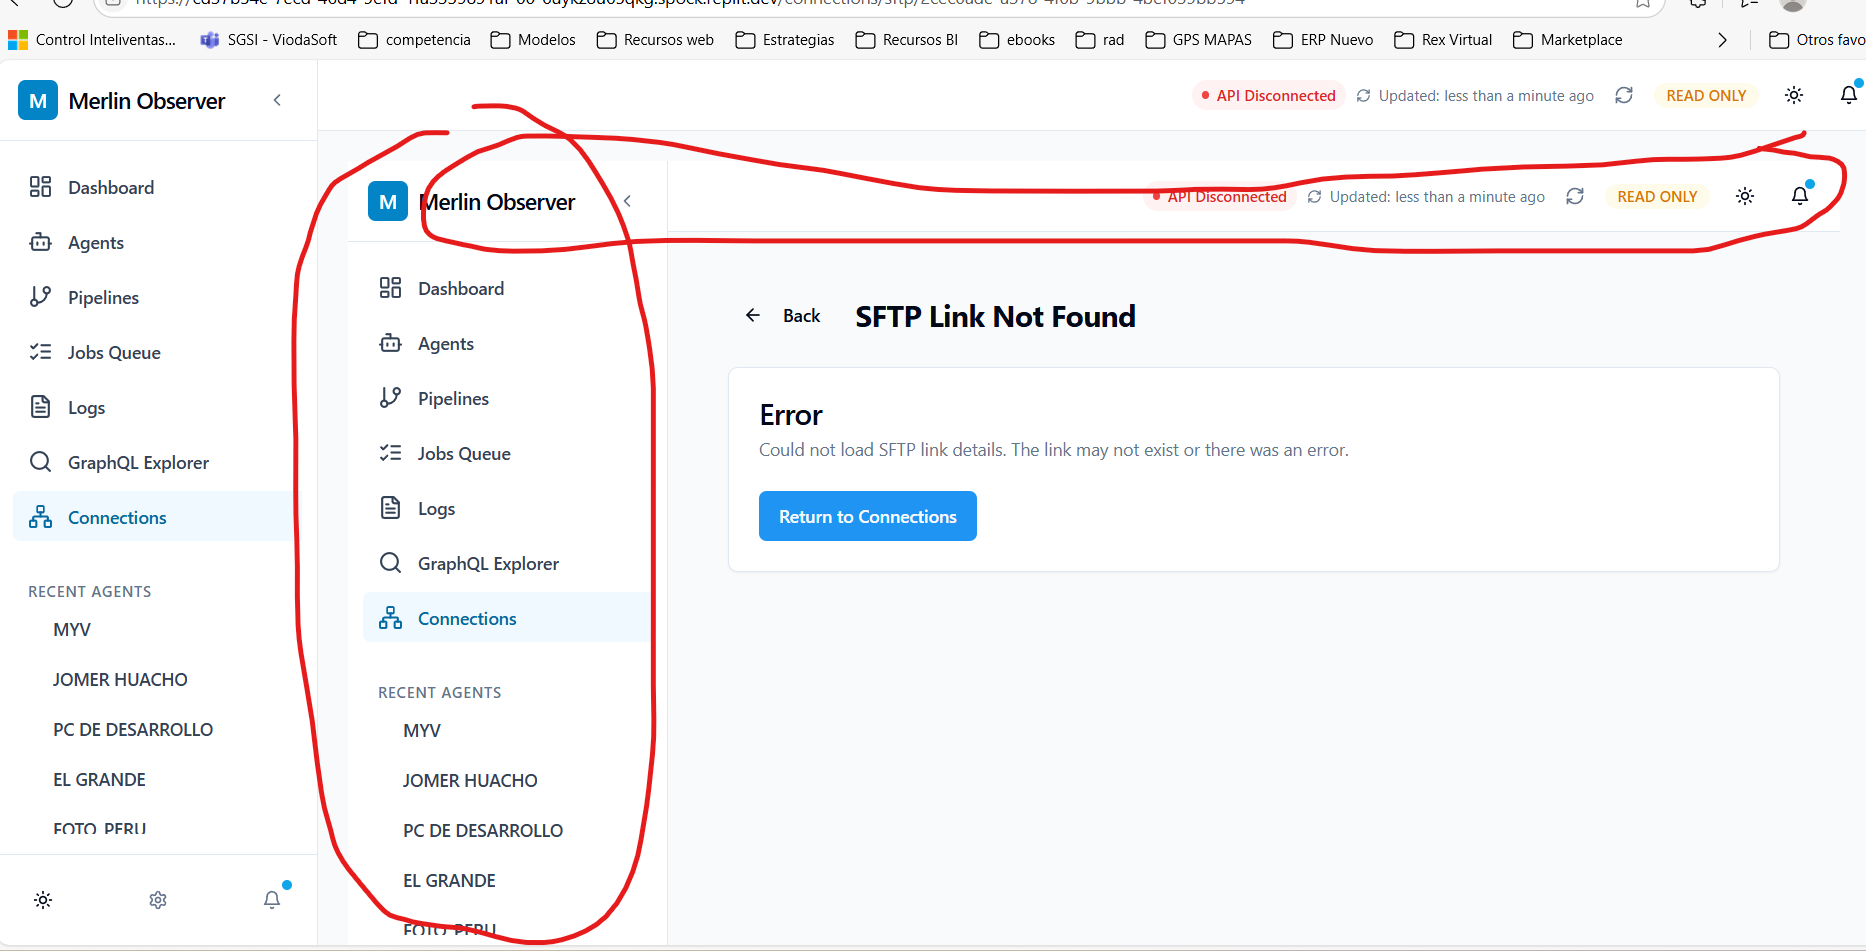 Control Inteliventas...
SGSI - ViodaSoft
competencia
Modelos
Recursos web
Estrategias
Recursos BI
ebooks
rad
GPS MAPAS
ERP Nuevo
Rex Virtual
Marketplace
Otros favo
M Merlin Observer
API Disconnected
Updated: less than a minute ago
READ ONLY
Dashboard
Agents
Pipelines
Jobs Queue
Logs
GraphQL Explorer
Connections
RECENT AGENTS
MYV
JOMER HUACHO
PC DE DESARROLLO
EL GRANDE
FOTO PERU
M Merlin Observer
API Disconnected
Updated: less than a minute ago
READ ONLY
Dashboard
Agents
Pipelines
Jobs Queue
Logs
GraphQL Explorer
Connections
RECENT AGENTS
MYV
JOMER HUACHO
PC DE DESARROLLO
EL GRANDE
FOTO PERU
Back
SFTP Link Not Found
Error
Could not load SFTP link details. The link may not exist or there was an error.
Return to Connections